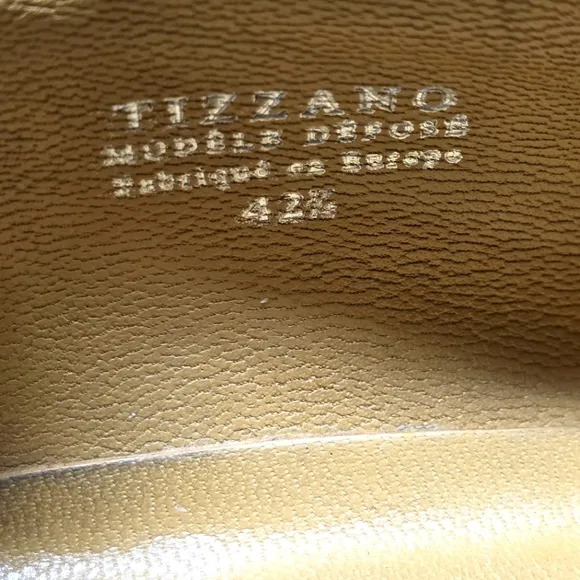 TIZZANO
MODÈLE DÉPOSÉ
Fabriqué en Europe
42½